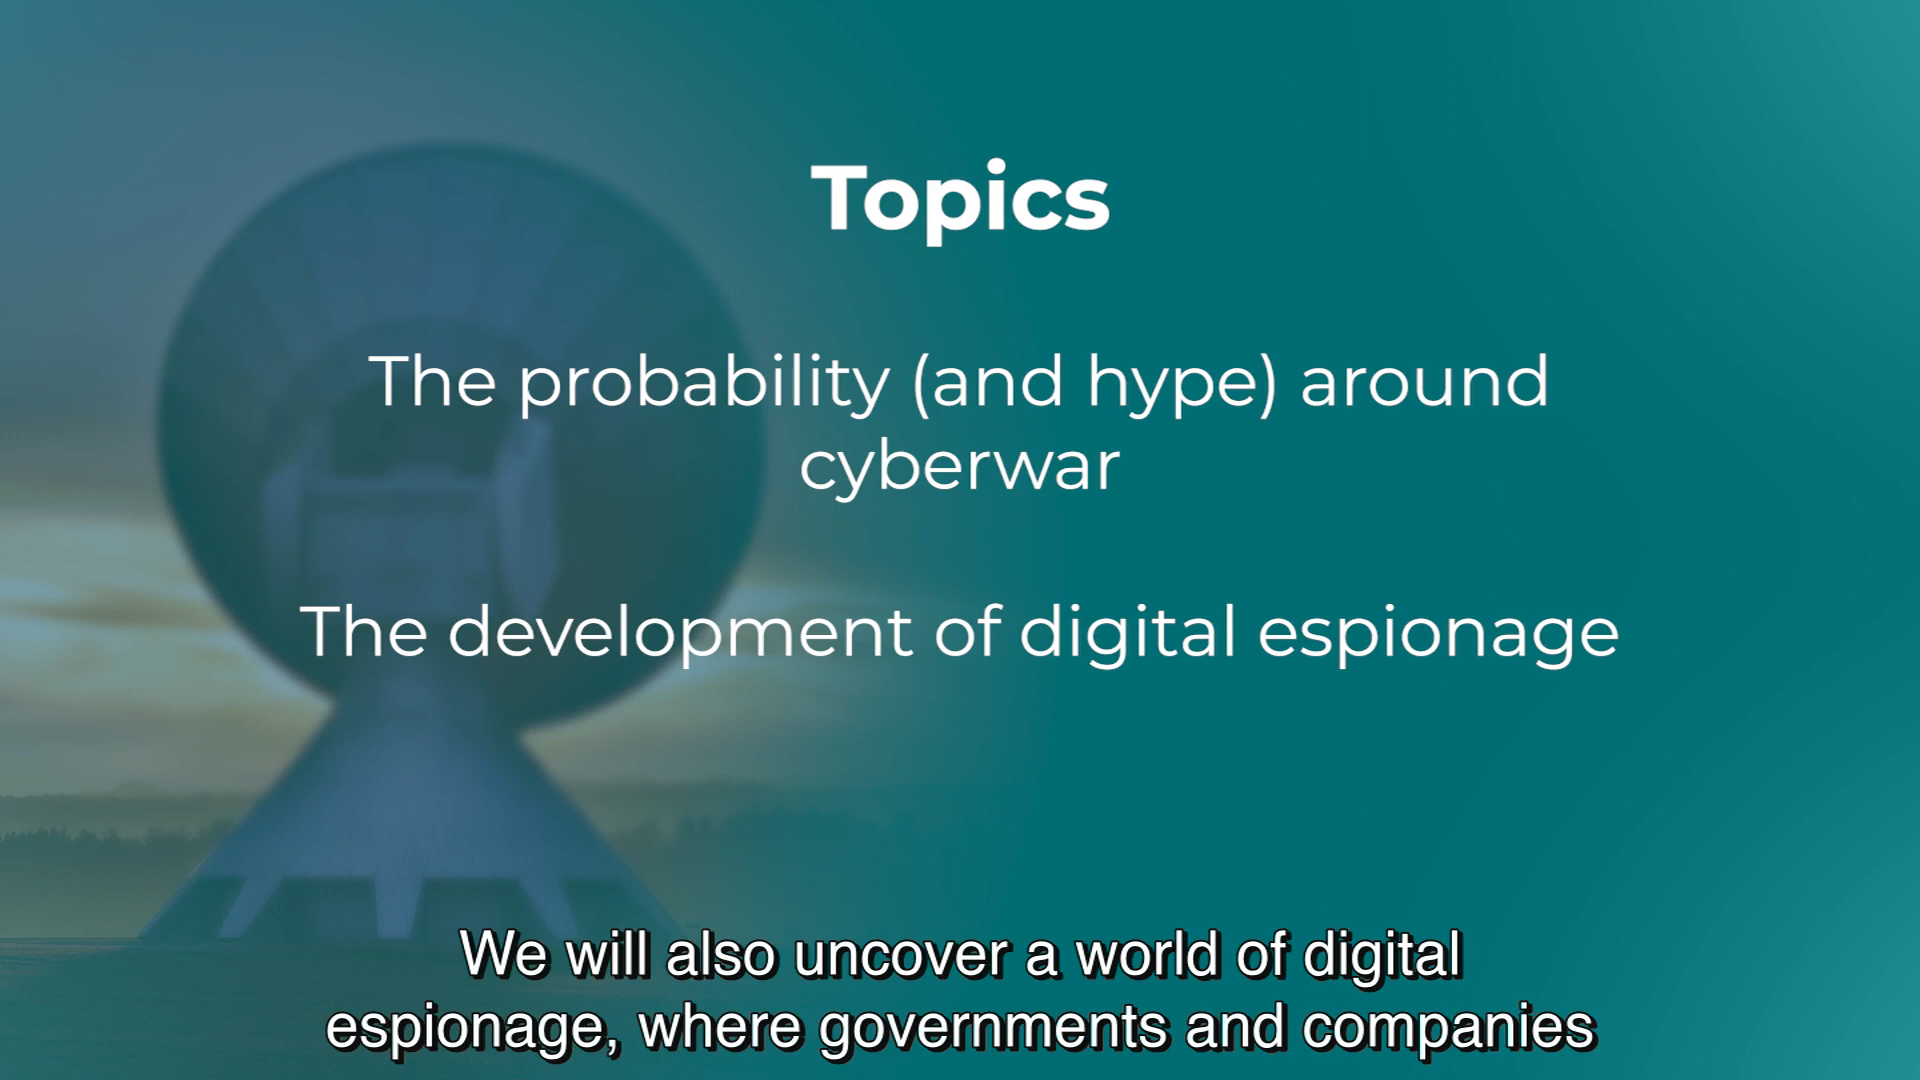 Topics
The probability (and hype) around
cyberwar
The development of digital espionage
We will also uncover a world of digital
espionage, where governments and companies